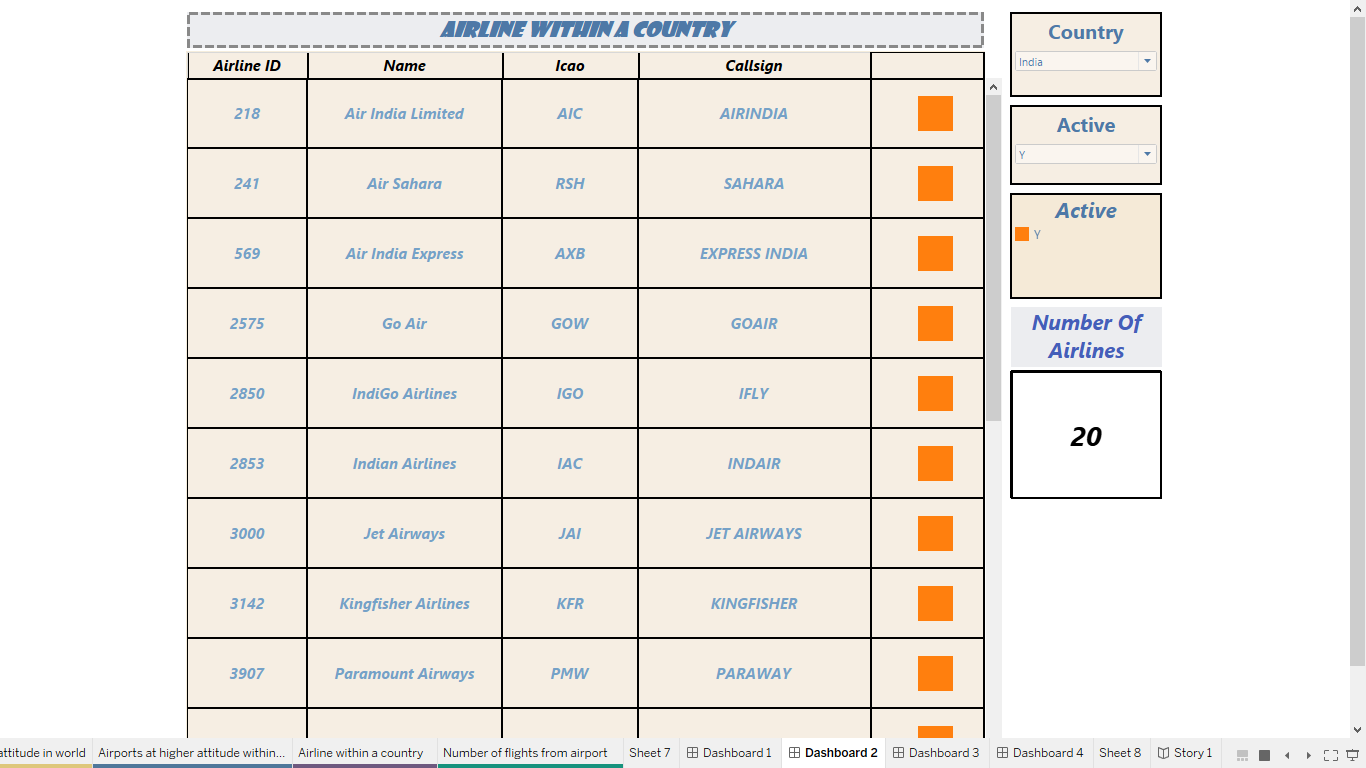 AIRLINE WITHIN A COUNTRY
Airline ID Name Icao Callsign
218 Air India Limited AIC AIRINDIA
241 Air Sahara RSH SAHARA
569 Air India Express AXB EXPRESS INDIA
2575 Go Air GOW GOAIR
2850 IndiGo Airlines IGO IFLY
2853 Indian Airlines IAC INDAIR
3000 Jet Airways JAI JET AIRWAYS
3142 Kingfisher Airlines KFR KINGFISHER
3907 Paramount Airways PMW PARAWAY
Country
India
Active
Y
Active
Y
Number Of
Airlines
20
attitude in world Airports at higher attitude within... Airline within a country Number of flights from airport Sheet 7 Dashboard 1 Dashboard 2 Dashboard 3 Dashboard 4 Sheet 8 Story 1